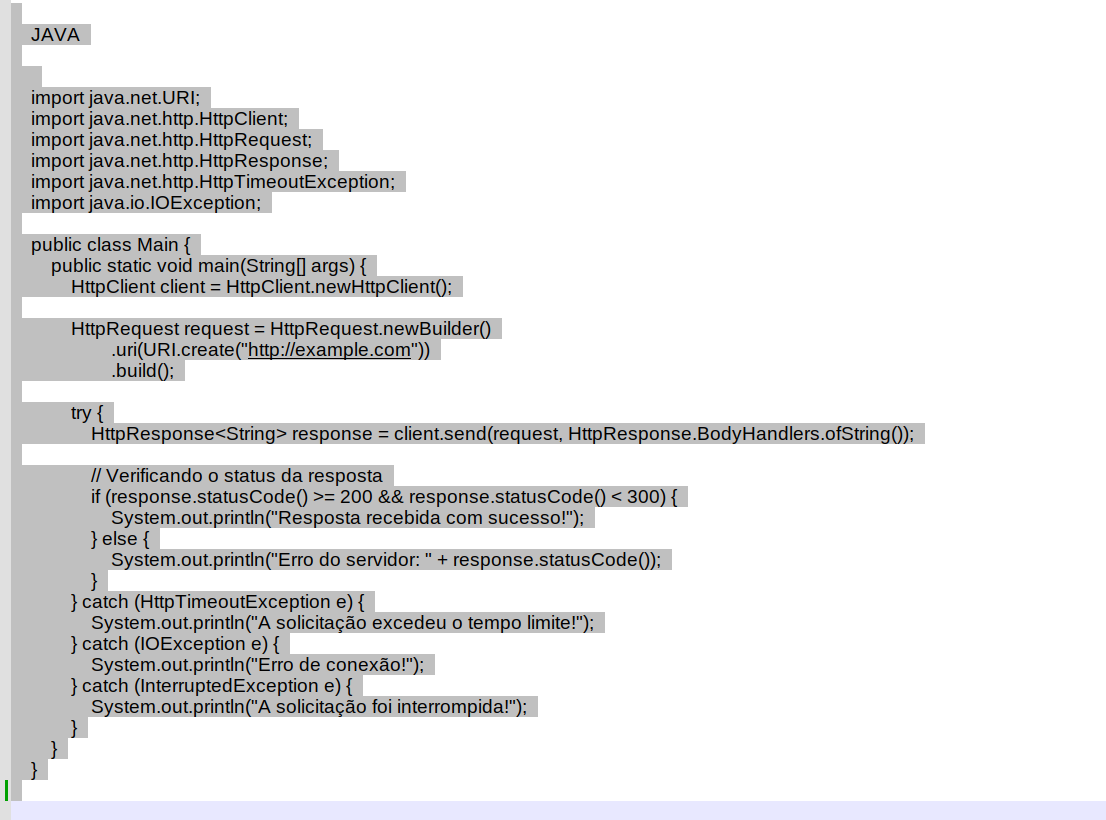 JAVA
import java.net.URI;
import java.net.http.HttpClient;
import java.net.http.HttpRequest;
import java.net.http.HttpResponse;
import java.net.http.HttpTimeoutException;
import java.io.IOException;
public class Main {
public static void main(String[] args) {
HttpClient client = HttpClient.newHttpClient();
HttpRequest request = HttpRequest.newBuilder()
.uri(URI.create("http://example.com"))
.build();
try {
HttpResponse<String> response = client.send(request, HttpResponse.BodyHandlers.ofString());
// Verificando o status da resposta
if (response.statusCode() >= 200 && response.statusCode() < 300) {
System.out.println("Resposta recebida com sucesso!");
} else {
System.out.println("Erro do servidor: " + response.statusCode());
}
} catch (HttpTimeoutException e) {
System.out.println("A solicitação excedeu o tempo limite!");
} catch (IOException e) {
System.out.println("Erro de conexão!");
} catch (InterruptedException e) {
System.out.println("A solicitação foi interrompida!");
}
}
}